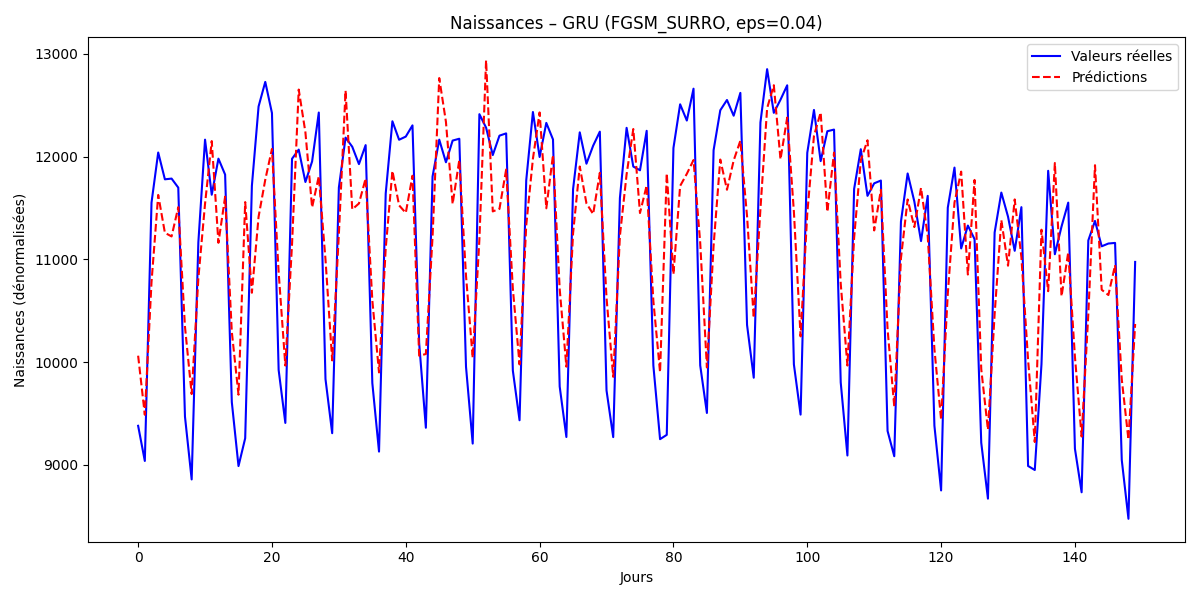 Naissances – GRU (FGSM_SURRO, eps=0.04)
Valeurs réelles
Prédictions
Naissances (dénormalisées)
13000
12000
11000
10000
9000
0 20 40 60 80 100 120 140
Jours